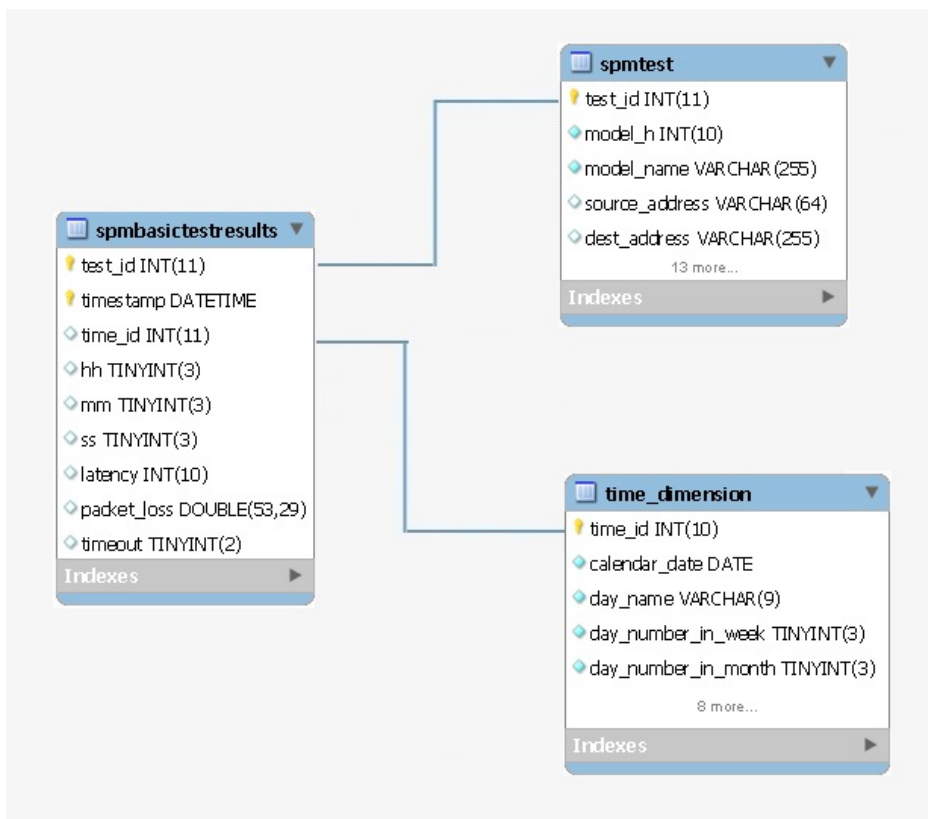 spmtest
test_id INT(11)
model_h INT(10)
model_name VARCHAR(255)
source_address VARCHAR(64)
dest_address VARCHAR(255)
13 more...
Indexes
spmbasictestresults
test_id INT(11)
timestamp DATETIME
time_id INT(11)
hh TINYINT(3)
mm TINYINT(3)
ss TINYINT(3)
latency INT(10)
packet_loss DOUBLE(53,29)
timeout TINYINT(2)
Indexes
time_dimension
time_id INT(10)
calendar_date DATE
day_name VARCHAR(9)
day_number_in_week TINYINT(3)
day_number_in_month TINYINT(3)
8 more...
Indexes